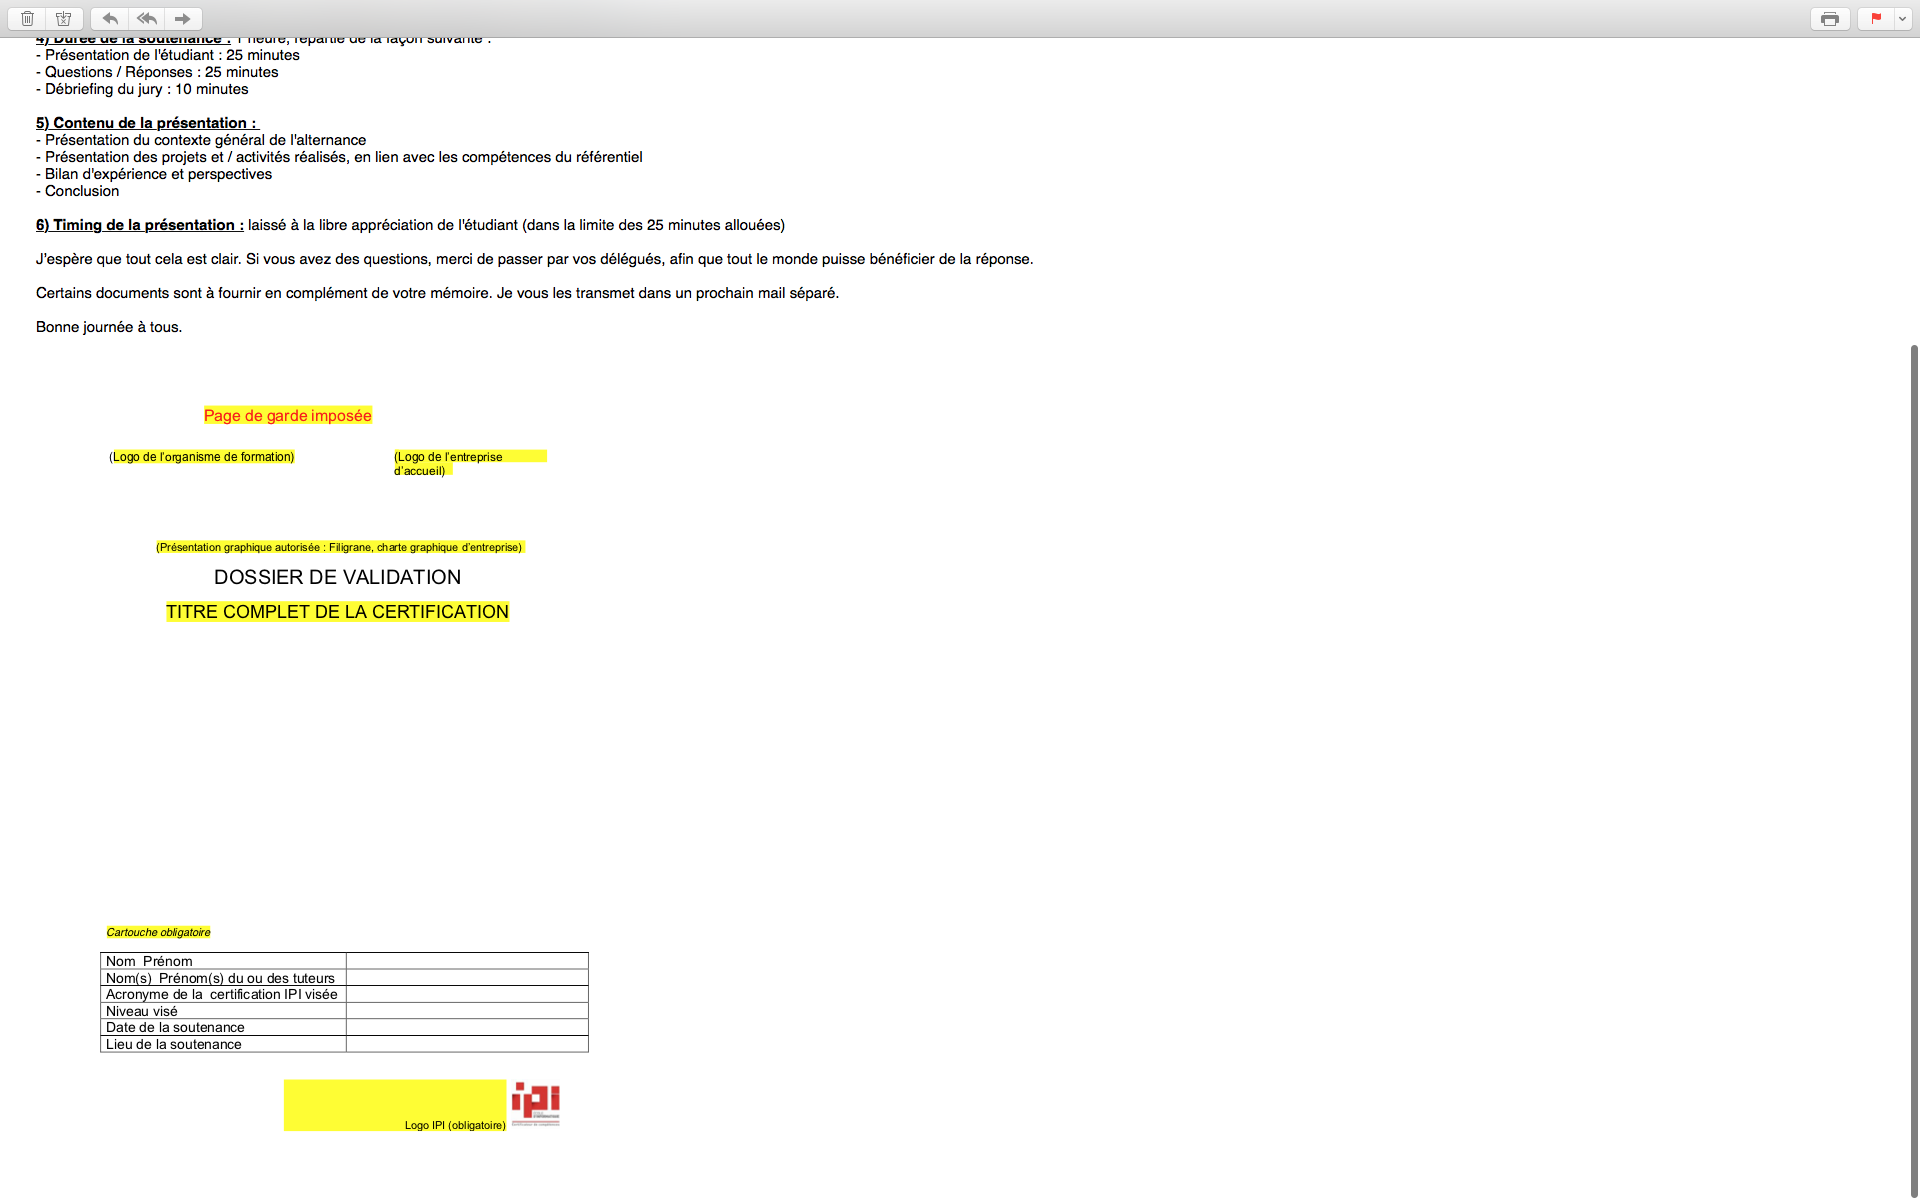 4) Durée de la soutenance : 1 heure, répartie de la façon suivante :
- Présentation de l'étudiant : 25 minutes
- Questions / Réponses : 25 minutes
- Débriefing du jury : 10 minutes
5) Contenu de la présentation :
- Présentation du contexte général de l'alternance
- Présentation des projets et / activités réalisés, en lien avec les compétences du référentiel
- Bilan d'expérience et perspectives
- Conclusion
6) Timing de la présentation : laissé à la libre appréciation de l'étudiant (dans la limite des 25 minutes allouées)
J'espère que tout cela est clair. Si vous avez des questions, merci de passer par vos délégués, afin que tout le monde puisse bénéficier de la réponse.
Certains documents sont à fournir en complément de votre mémoire. Je vous les transmet dans un prochain mail séparé.
Bonne journée à tous.
Page de garde imposée
(Logo de l'organisme de formation)
(Logo de l'entreprise
d'accueil)
(Présentation graphique autorisée : Filigrane, charte graphique d'entreprise)
DOSSIER DE VALIDATION
TITRE COMPLET DE LA CERTIFICATION
Cartouche obligatoire
Nom Prénom
Nom(s) Prénom(s) du ou des tuteurs
Acronyme de la certification IPI visée
Niveau visé
Date de la soutenance
Lieu de la soutenance
Logo IPI (obligatoire)
ipi